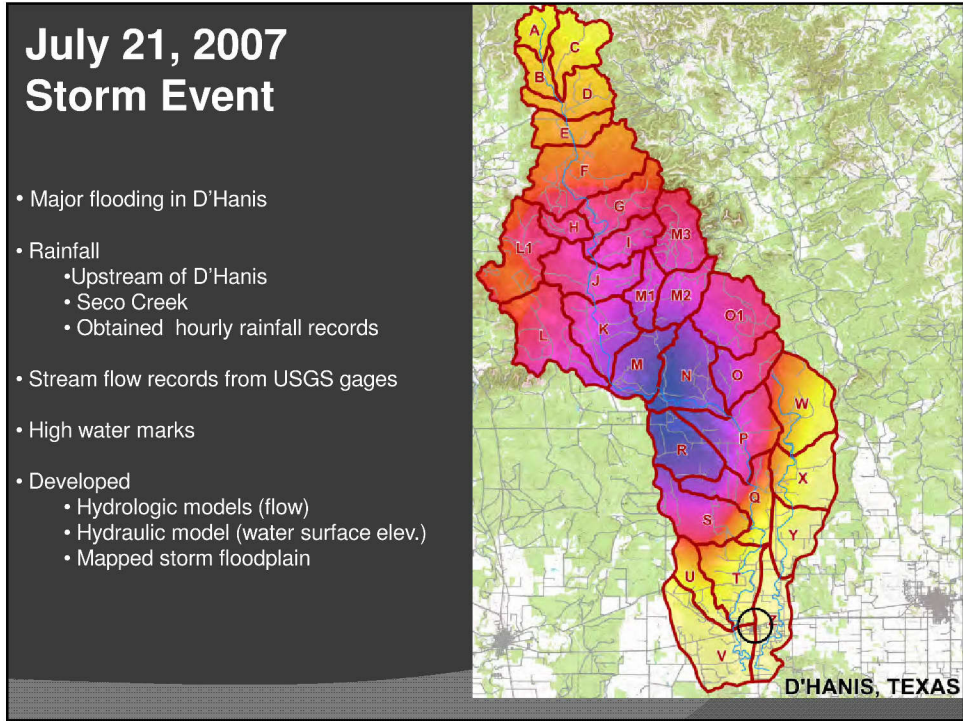 July 21, 2007
Storm Event
• Major flooding in D'Hanis
• Rainfall
•Upstream of D'Hanis
• Seco Creek
• Obtained hourly rainfall records
• Stream flow records from USGS gages
• High water marks
• Developed
• Hydrologic models (flow)
• Hydraulic model (water surface elev.)
• Mapped storm floodplain
A
C
B
D
E
F
G
H
I
M3
L1
J
M1
M2
O1
L
K
M
N
O
W
P
R
X
Q
S
Y
U
T
Z
V
D'HANIS, TEXAS